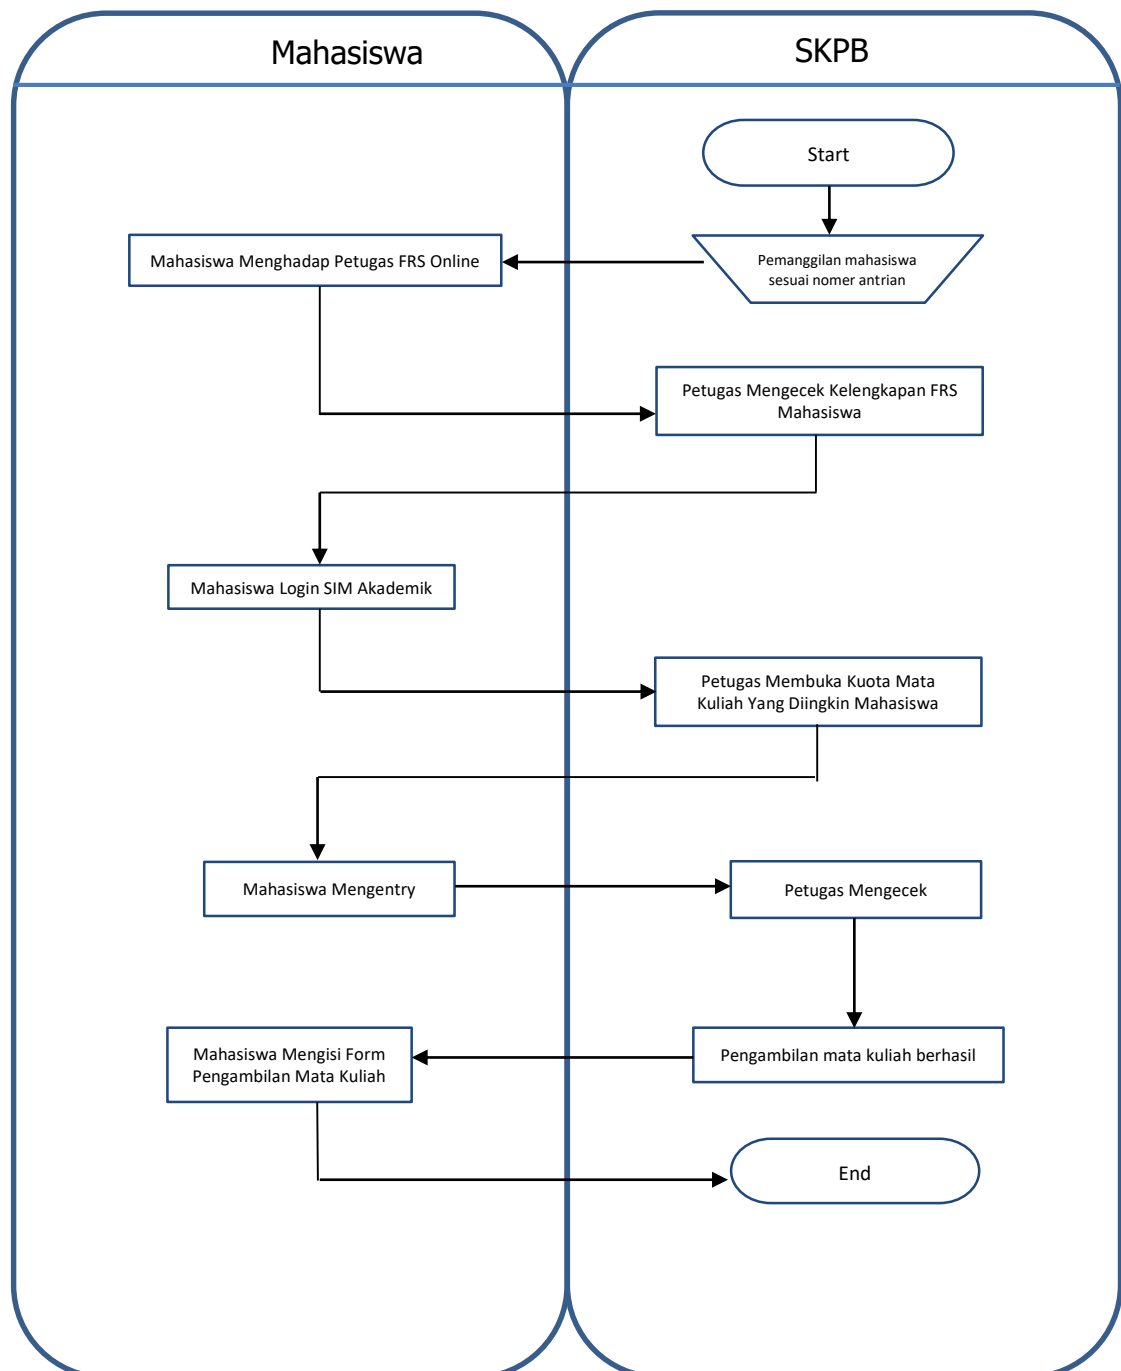 Mahasiswa
SKPB
Start
Pemanggilan mahasiswa
sesuai nomer antrian
Mahasiswa Menghadap Petugas FRS Online
Petugas Mengecek Kelengkapan FRS
Mahasiswa
Mahasiswa Login SIM Akademik
Petugas Membuka Kuota Mata
Kuliah Yang Diingkin Mahasiswa
Mahasiswa Mengentry
Petugas Mengecek
Pengambilan mata kuliah berhasil
Mahasiswa Mengisi Form
Pengambilan Mata Kuliah
End